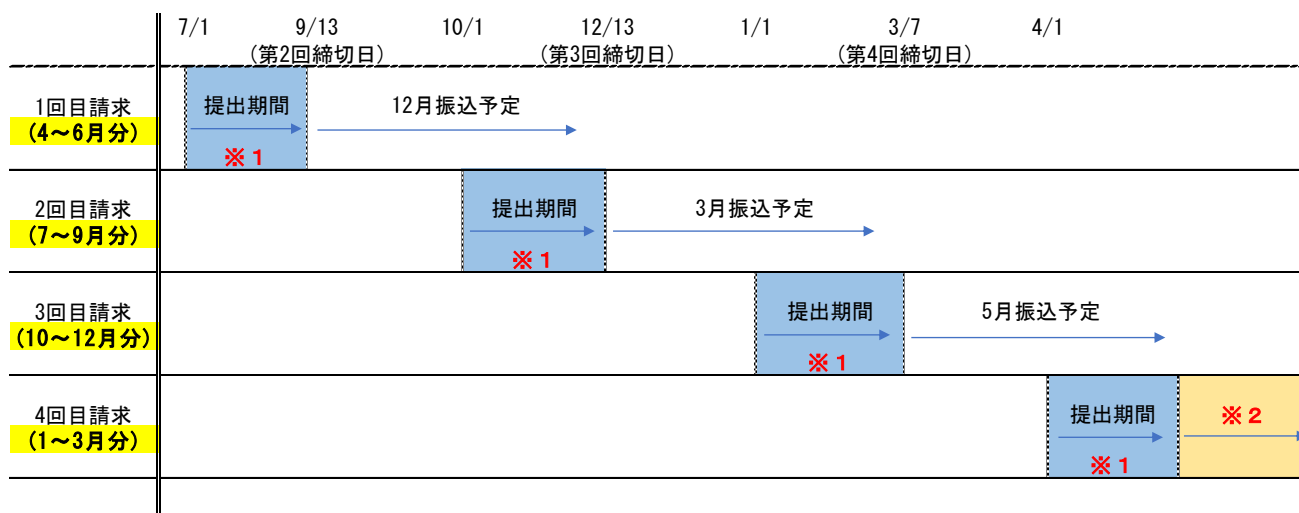 7/1 9/13 10/1 12/13 1/1 3/7 4/1
(第2回締切日) (第3回締切日) (第4回締切日)
1回目請求 提出期間 12月振込予定
(4～6月分)
※1
2回目請求 提出期間 3月振込予定
(7～9月分)
※1
3回目請求 提出期間 5月振込予定
(10～12月分)
※1
4回目請求 提出期間 ※2
(1～3月分)
※1